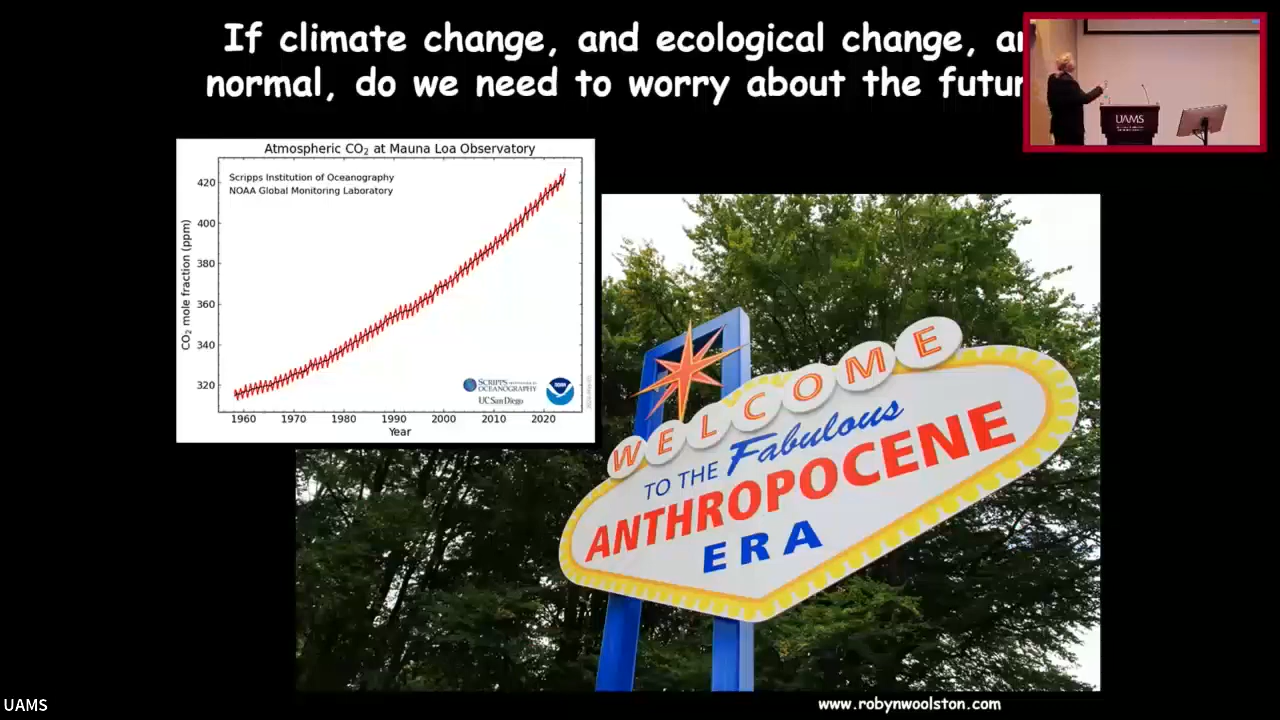 If climate change, and ecological change, ar
normal, do we need to worry about the futur
UAMS
Atmospheric CO₂ at Mauna Loa Observatory
Scripps Institution of Oceanography
NOAA Global Monitoring Laboratory
CO₂ mole fraction (ppm)
420
400
380
360
340
320
SCRIPPS
OCEANOGRAPHY
UC San Diego
NOAA
1960 1970 1980 1990 2000 2010 2020
Year
WELCOME
TO THE Fabulous
ANTHROPOCENE
ERA
www.robynwoolston.com
UAMS